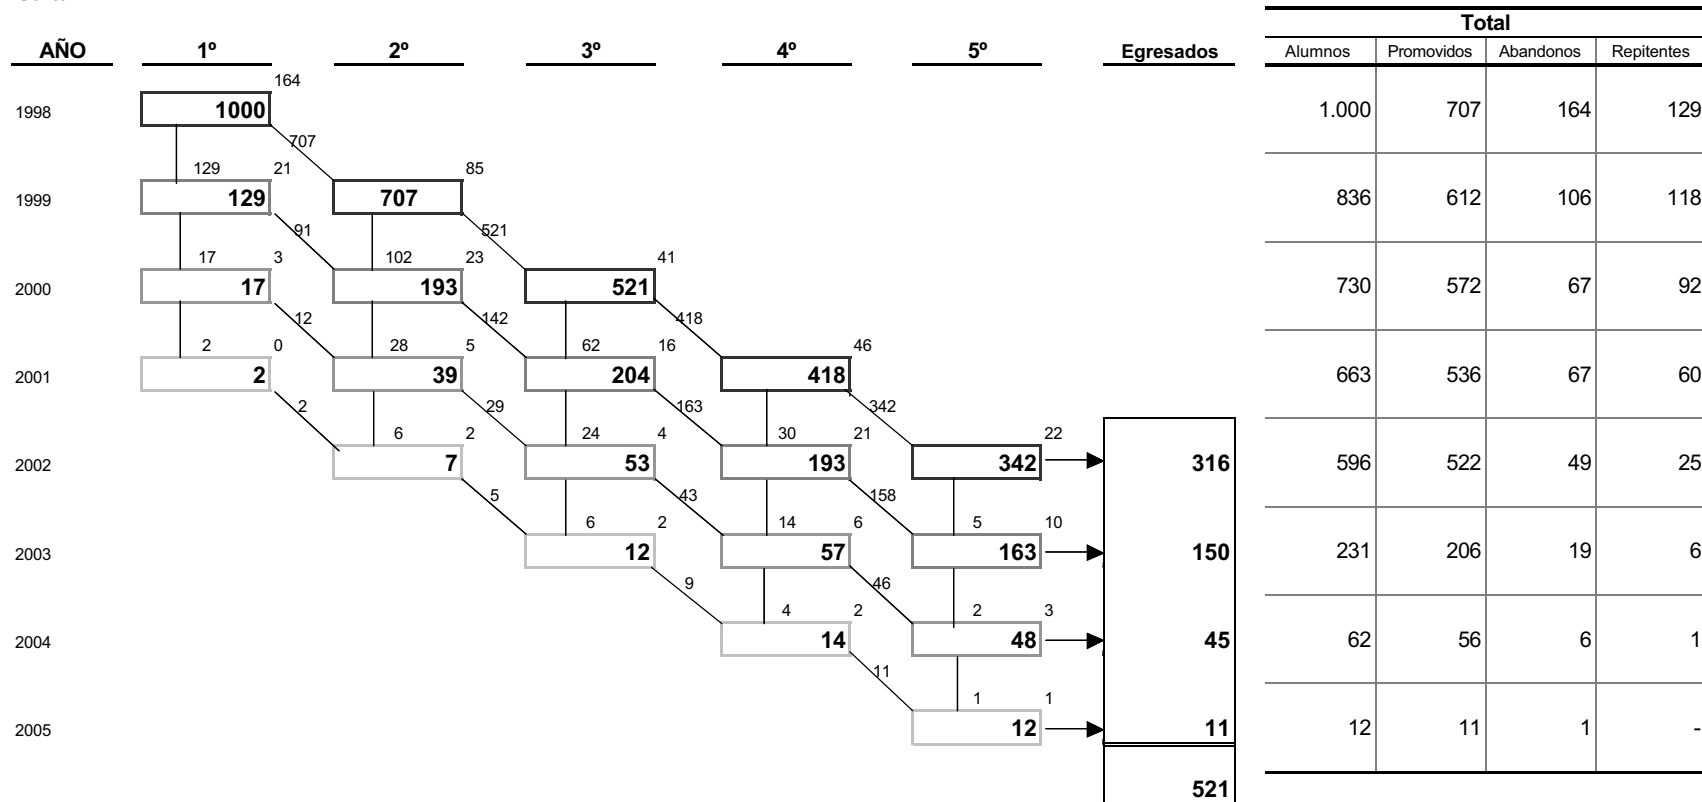 Total
AÑO 1º 2º 3º 4º 5º Egresados Alumnos Promovidos Abandonos Repitentes
164
1998 1000 1.000 707 164 129
707
129 21 85
1999 129 707 836 612 106 118
91 521
17 3 102 23 41
2000 17 193 521 730 572 67 92
12 142 418
2 0 28 5 62 16 46
2001 2 39 204 418 663 536 67 60
2 29 163 342
6 2 24 4 30 21 22
2002 7 53 193 342 316 596 522 49 25
5 43 158
6 2 14 6 5 10
2003 12 57 163 150 231 206 19 6
9 46
4 2 2 3
2004 14 48 45 62 56 6 1
11
1 1
2005 12 11 12 11 1 -
521